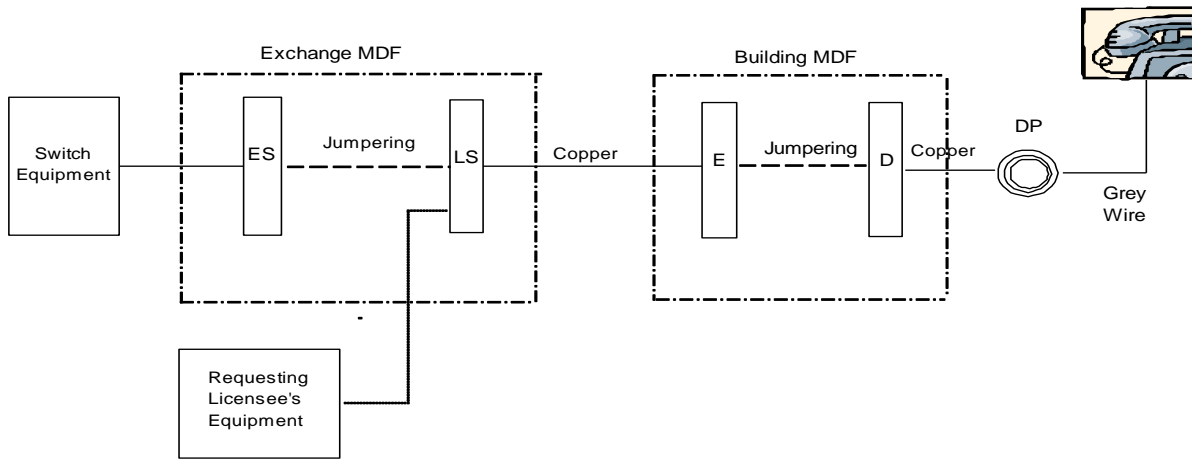 Exchange MDF
Building MDF
DP
Switch
Equipment
ES
Jumpering
LS
Copper
E
Jumpering
D
Copper
Grey
Wire
Requesting
Licensee's
Equipment